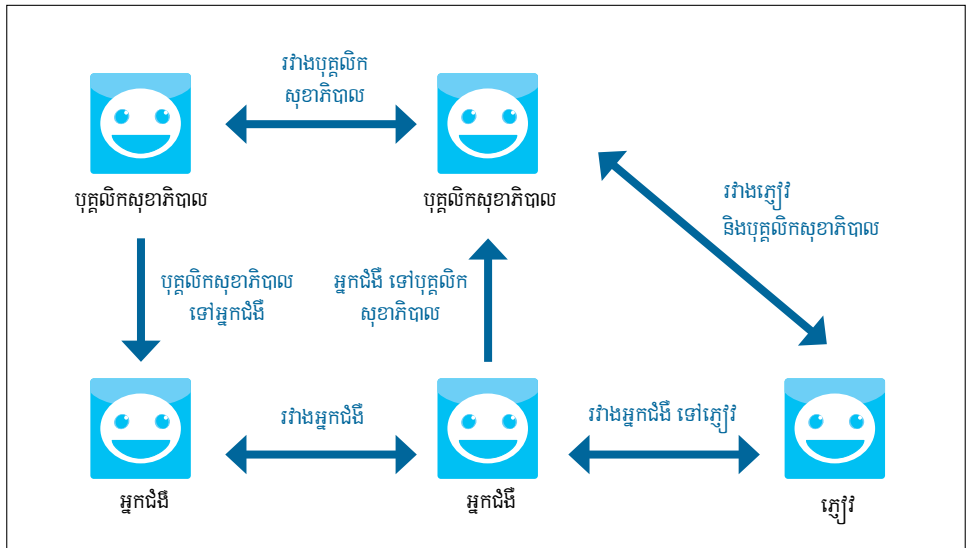 រវាងបុគ្គលិក
សុខាភិបាល
បុគ្គលិកសុខាភិបាល
បុគ្គលិកសុខាភិបាល
រវាងភ្ញៀវ
និងបុគ្គលិកសុខាភិបាល
បុគ្គលិកសុខាភិបាល
ទៅអ្នកជំងឺ
អ្នកជំងឺ ទៅបុគ្គលិក
សុខាភិបាល
រវាងអ្នកជំងឺ
រវាងអ្នកជំងឺ ទៅភ្ញៀវ
អ្នកជំងឺ
អ្នកជំងឺ
ភ្ញៀវ